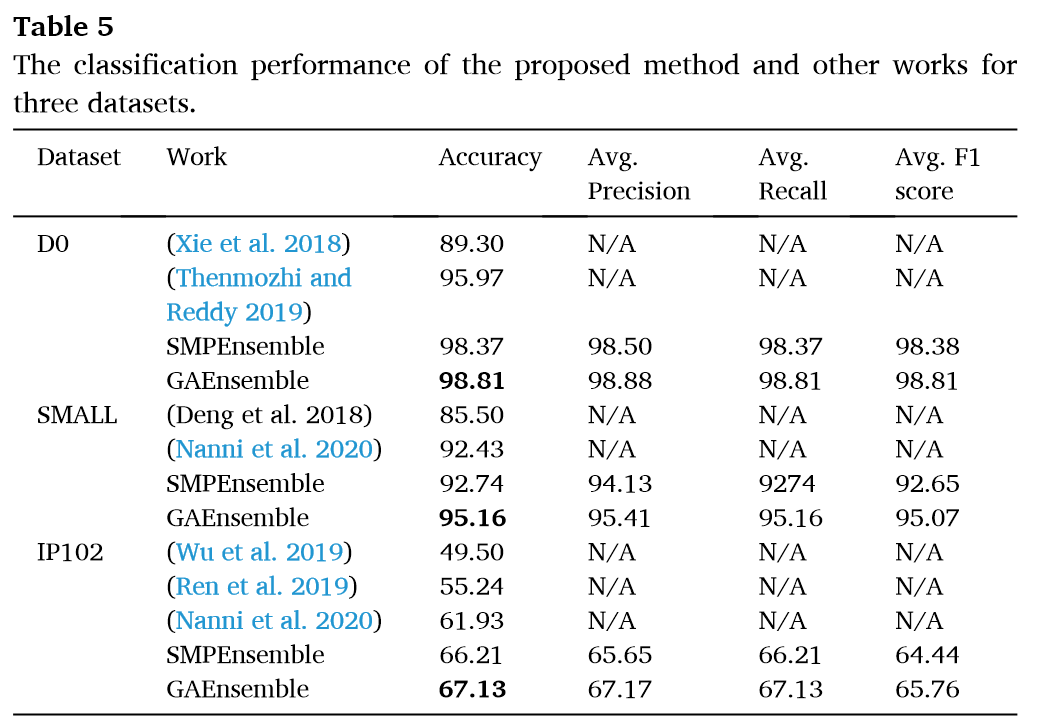 Table 5
The classification performance of the proposed method and other works for
three datasets.
Dataset Work Accuracy Avg. Precision Avg. Recall Avg. F1 score
D0 (Xie et al. 2018) 89.30 N/A N/A N/A
(Thenmozhi and Reddy 2019) 95.97 N/A N/A N/A
SMPEnsemble 98.37 98.50 98.37 98.38
GAEnsemble 98.81 98.88 98.81 98.81
SMALL (Deng et al. 2018) 85.50 N/A N/A N/A
(Nanni et al. 2020) 92.43 N/A N/A N/A
SMPEnsemble 92.74 94.13 9274 92.65
GAEnsemble 95.16 95.41 95.16 95.07
IP102 (Wu et al. 2019) 49.50 N/A N/A N/A
(Ren et al. 2019) 55.24 N/A N/A N/A
(Nanni et al. 2020) 61.93 N/A N/A N/A
SMPEnsemble 66.21 65.65 66.21 64.44
GAEnsemble 67.13 67.17 67.13 65.76